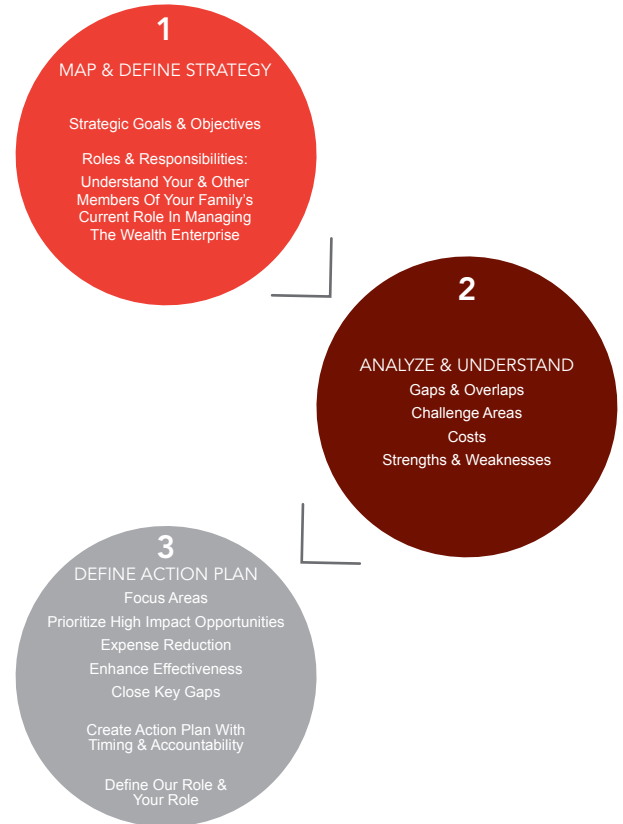 1
MAP & DEFINE STRATEGY
Strategic Goals & Objectives
Roles & Responsibilities:
Understand Your & Other
Members Of Your Family's
Current Role In Managing
The Wealth Enterprise
2
ANALYZE & UNDERSTAND
Gaps & Overlaps
Challenge Areas
Costs
Strengths & Weaknesses
3
DEFINE ACTION PLAN
Focus Areas
Prioritize High Impact Opportunities
Expense Reduction
Enhance Effectiveness
Close Key Gaps
Create Action Plan With
Timing & Accountability
Define Our Role &
Your Role